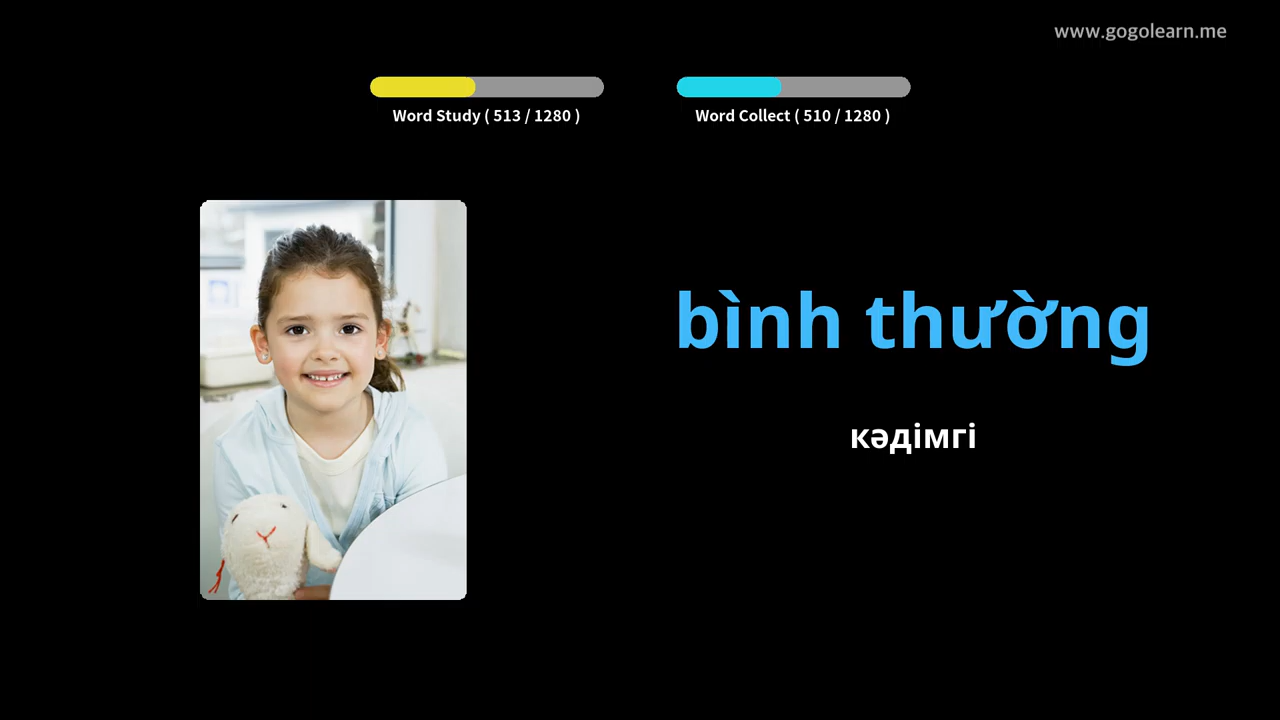 www.gogolearn.me
Word Study ( 513 / 1280 )
Word Collect ( 510 / 1280 )
bình thường
кәдімгі